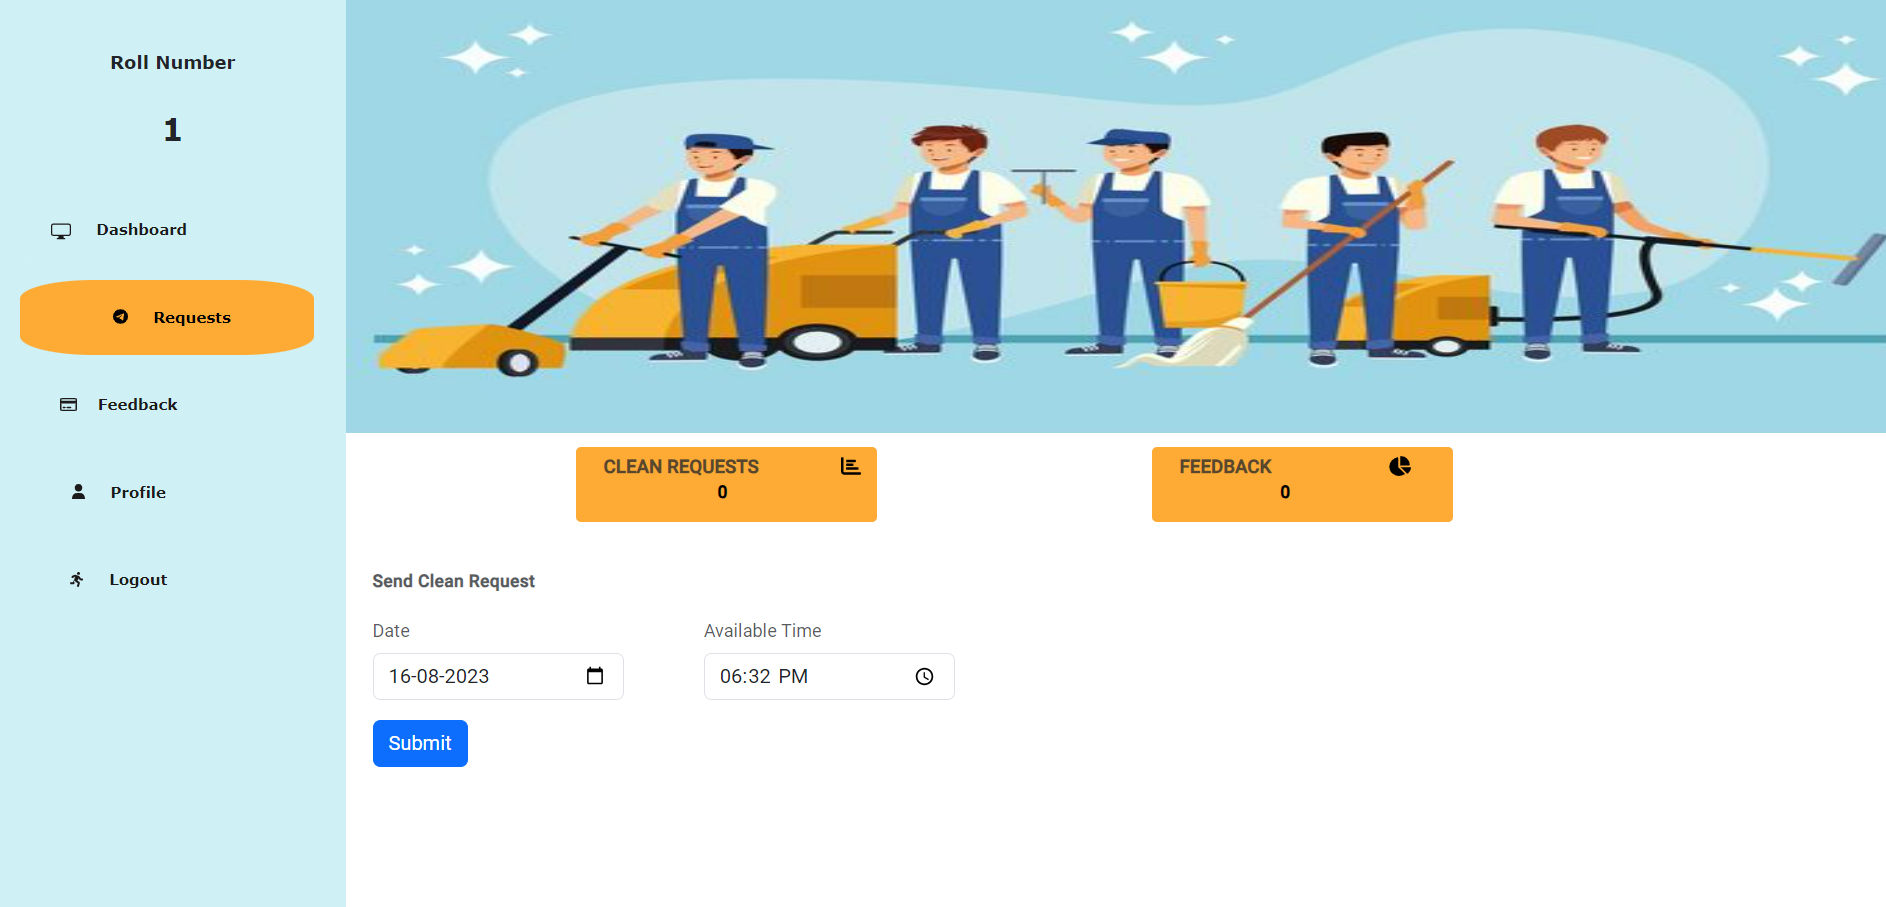 Roll Number
1
Dashboard
Requests
Feedback
Profile
Logout
CLEAN REQUESTS
0
FEEDBACK
0
Send Clean Request
Date
Available Time
16-08-2023
06:32 PM
Submit